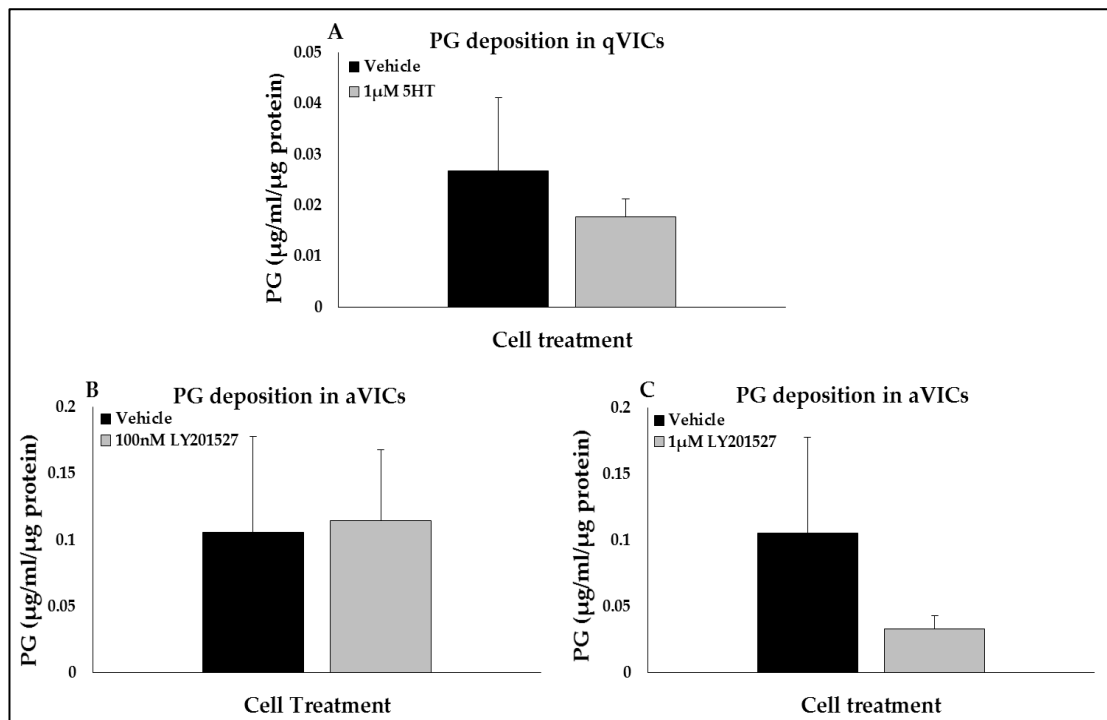 A
PG deposition in qVICs
PG (µg/ml/µg protein)
0.05
0.04
0.03
0.02
0.01
0
Vehicle
1µM 5HT
Cell treatment
B
PG deposition in aVICs
PG (µg/ml/µg protein)
0.2
0.15
0.1
0.05
0
Vehicle
100nM LY201527
Cell Treatment
C
PG deposition in aVICs
PG (µg/ml/µg protein)
0.2
0.15
0.1
0.05
0
Vehicle
1µM LY201527
Cell treatment